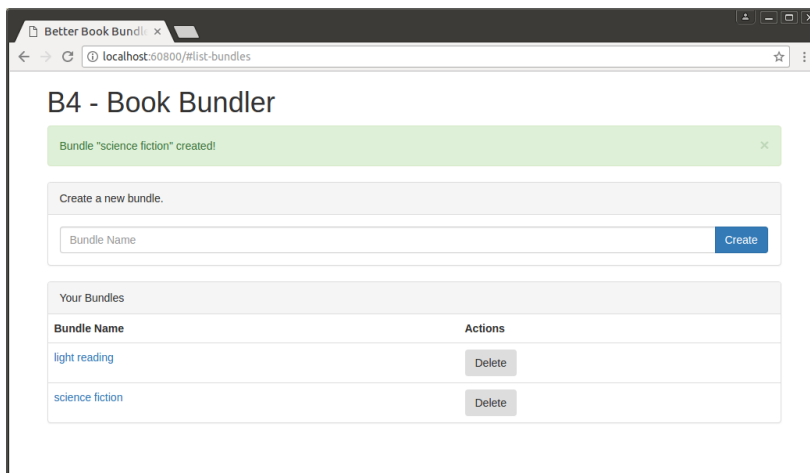 Better Book Bundl
localhost:60800/#list-bundles
B4 - Book Bundler
Bundle "science fiction" created!
Create a new bundle.
Bundle Name
Create
Your Bundles
Bundle Name Actions
light reading Delete
science fiction Delete